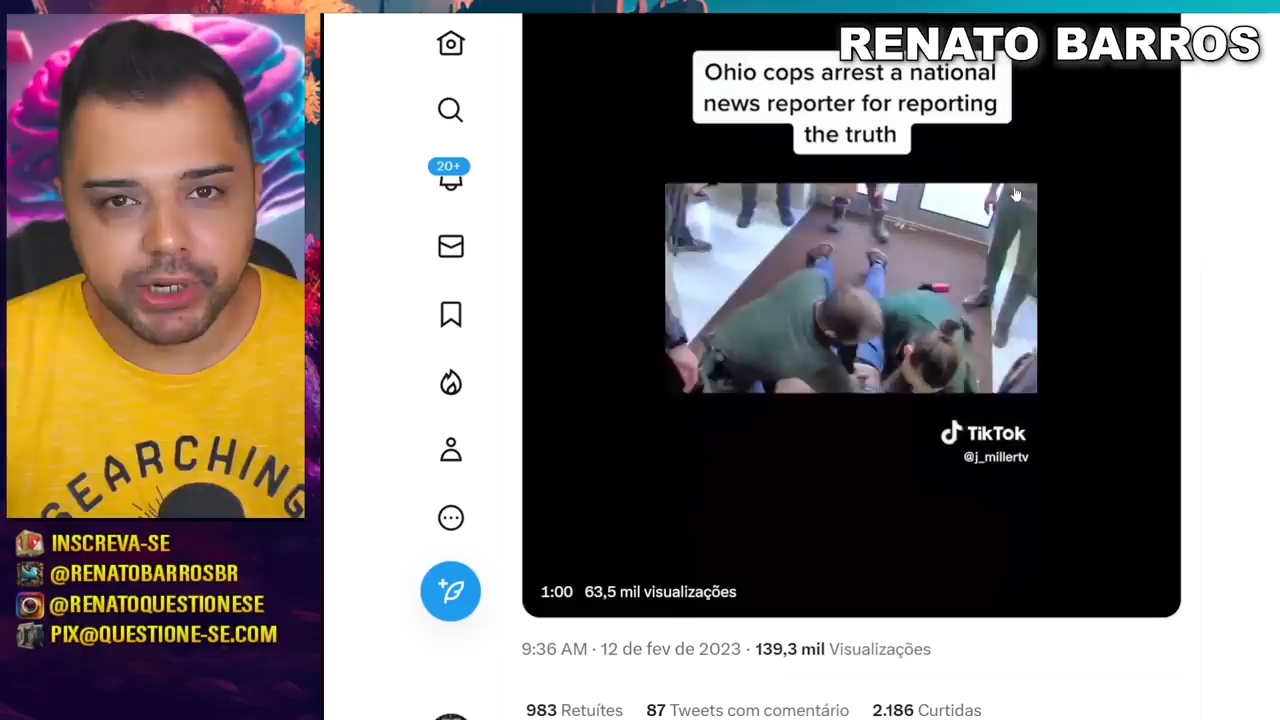 RENATO BARROS
Ohio cops arrest a national
news reporter for reporting
the truth
20+
TikTok
@j_millertv
1:00 63,5 mil visualizações
9:36 AM · 12 de fev de 2023 · 139,3 mil Visualizações
983 Retuítes 87 Tweets com comentário 2.186 Curtidas
SEARCHING
INSCREVA-SE
@RENATOBARROSBR
@RENATOQUESTIONESE
PIX@QUESTIONE-SE.COM